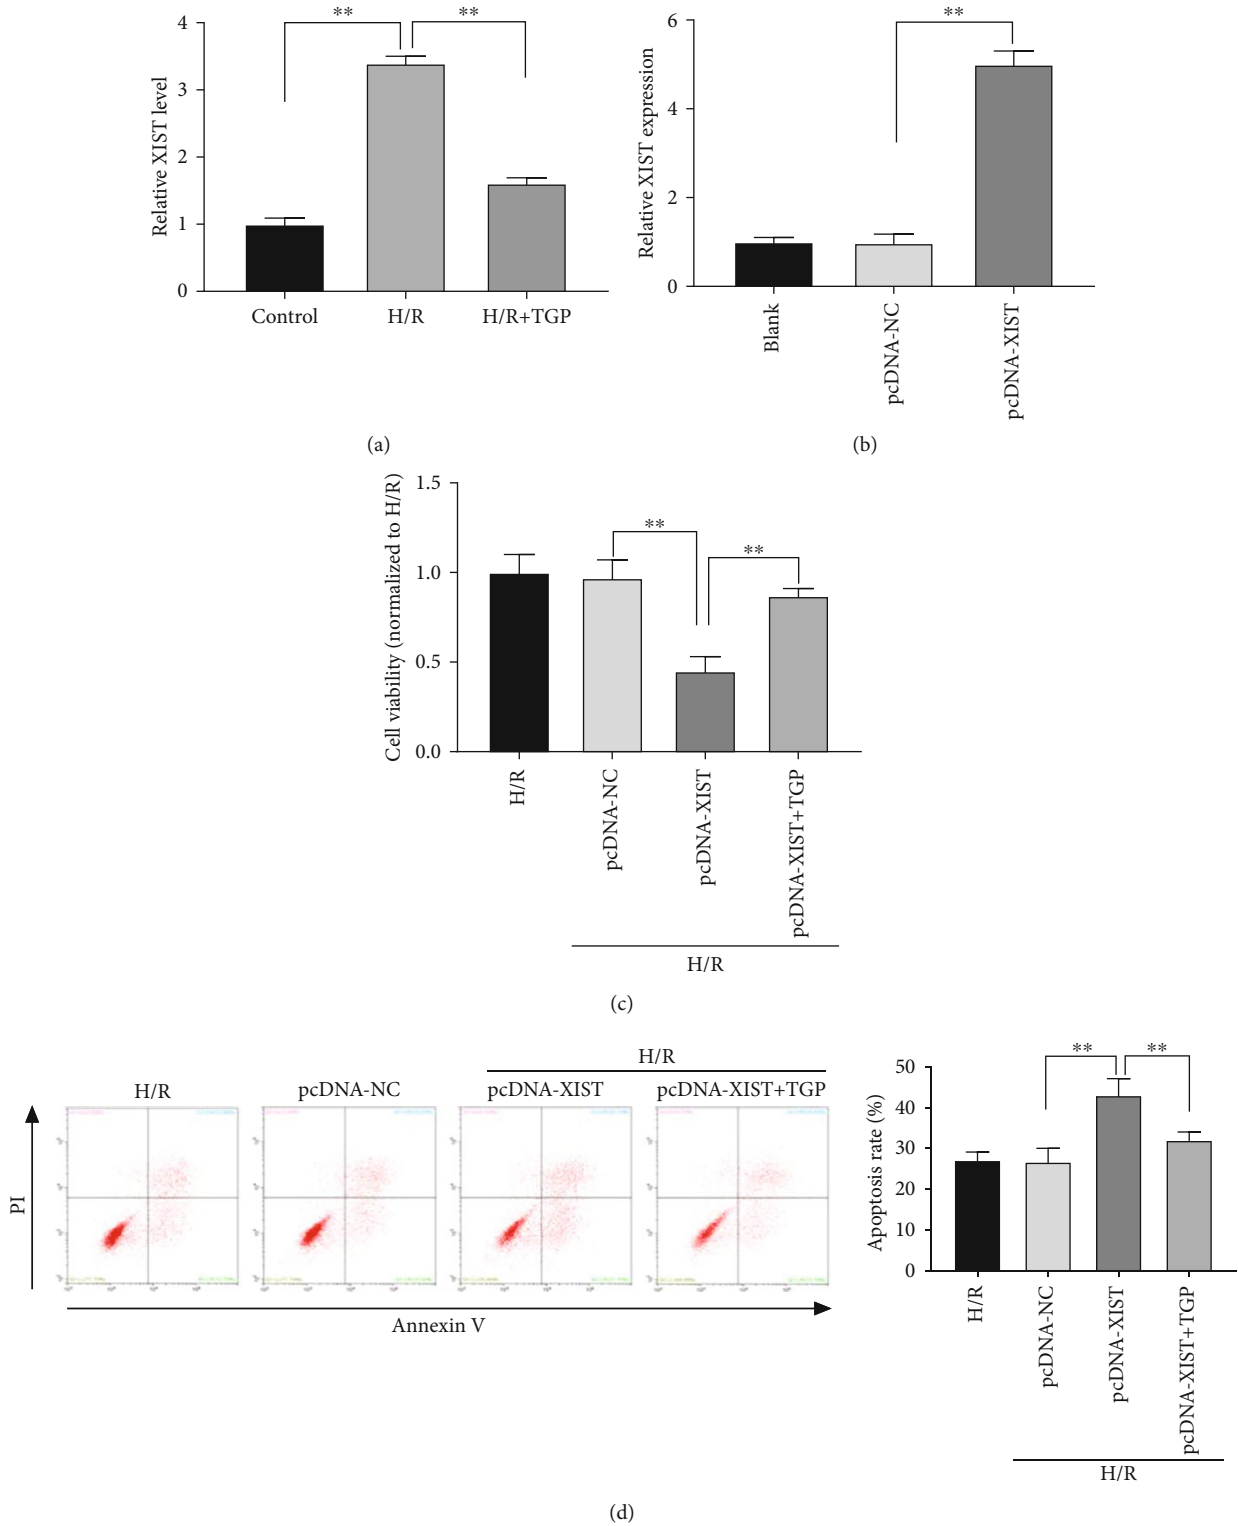 ** **
4
3
2
1
0
Relative XIST level
Control H/R H/R+TGP
(a)
**
6
4
2
0
Relative XIST expression
Blank
pcDNA-NC
pcDNA-XIST
(b)
1.5
1.0
0.5
0.0
Cell viability (normalized to H/R)
**
**
H/R
pcDNA-NC
pcDNA-XIST
pcDNA-XIST+TGP
H/R
(c)
H/R
H/R pcDNA-NC pcDNA-XIST pcDNA-XIST+TGP
PI
Annexin V
** **
50
40
30
20
10
0
Apoptosis rate (%)
H/R
pcDNA-NC
pcDNA-XIST
pcDNA-XIST+TGP
H/R
(d)